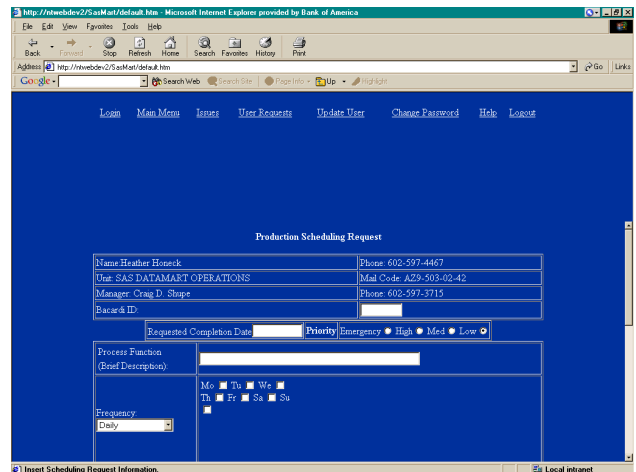 http://ntwebdev2/SasMart/default.htm - Microsoft Internet Explorer provided by Bank of America
File Edit View Favorites Tools Help
Back Forward Stop Refresh Home Search Favorites History Print
Address http://ntwebdev2/SasMart/default.htm Go Links
Google Search Web Search Site Page Info Up Highlight
Login Main Menu Issues User Requests Update User Change Password Help Logout
Production Scheduling Request
Name:Heather Honeck Phone: 602-597-4467
Unit: SAS DATAMART OPERATIONS Mail Code: AZ9-503-02-42
Manager: Craig D. Shupe Phone: 602-597-3715
Bacardi ID:
Requested Completion Date Priority Emergency High Med Low
Process Function
(Brief Description):
Mo Tu We
Th Fr Sa Su
Frequency:
Daily
Insert Scheduling Request Information. Local intranet